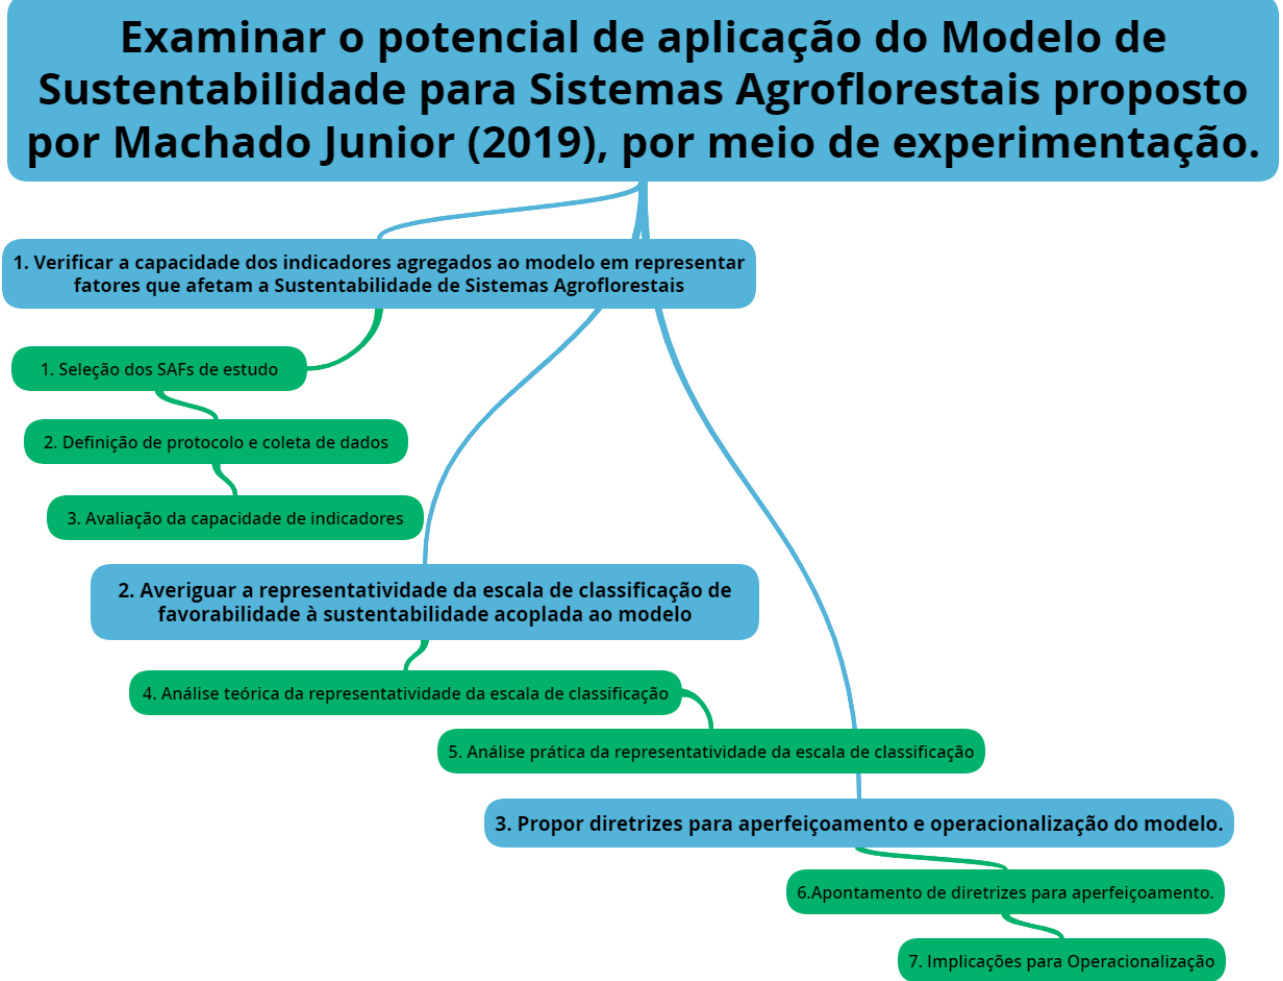 Examinar o potencial de aplicação do Modelo de
Sustentabilidade para Sistemas Agroflorestais proposto
por Machado Junior (2019), por meio de experimentação.
1. Verificar a capacidade dos indicadores agregados ao modelo em representar
fatores que afetam a Sustentabilidade de Sistemas Agroflorestais
1. Seleção dos SAFs de estudo
2. Definição de protocolo e coleta de dados
3. Avaliação da capacidade de indicadores
2. Averiguar a representatividade da escala de classificação de
favorabilidade à sustentabilidade acoplada ao modelo
4. Análise teórica da representatividade da escala de classificação
5. Análise prática da representatividade da escala de classificação
3. Propor diretrizes para aperfeiçoamento e operacionalização do modelo.
6.Apontamento de diretrizes para aperfeiçoamento.
7. Implicações para Operacionalização